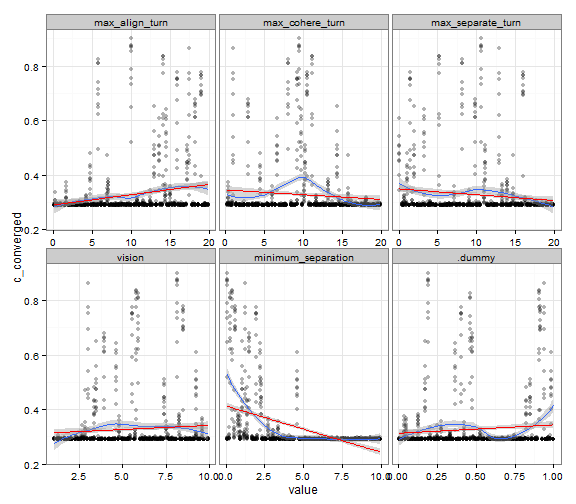 max_align_turn max_cohere_turn max_separate_turn
0.8
0.6
0.4
0.2
0 5 10 15 20 0 5 10 15 20 0 5 10 15 20
c_converged
vision minimum_separation .dummy
0.8
0.6
0.4
0.2
2.5 5.0 7.5 10.0 0.0 2.5 5.0 7.5 10.0 0.00 0.25 0.50 0.75 1.00
value